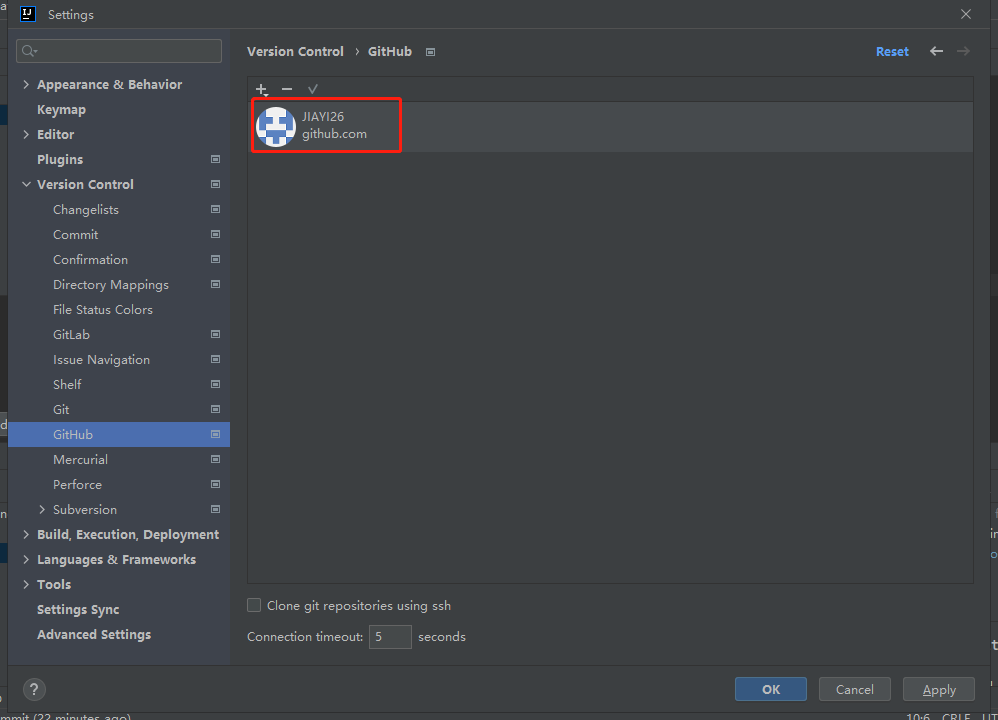 Settings
Version Control › GitHub
Reset
Appearance & Behavior
Keymap
Editor
Plugins
Version Control
Changelists
Commit
Confirmation
Directory Mappings
File Status Colors
GitLab
Issue Navigation
Shelf
Git
GitHub
Mercurial
Perforce
Subversion
Build, Execution, Deployment
Languages & Frameworks
Tools
Settings Sync
Advanced Settings
JIAYI26
github.com
Clone git repositories using ssh
Connection timeout: 5 seconds
?
OK
Cancel
Apply
mmit (22 minutes ago)
10:6 CRLF UT